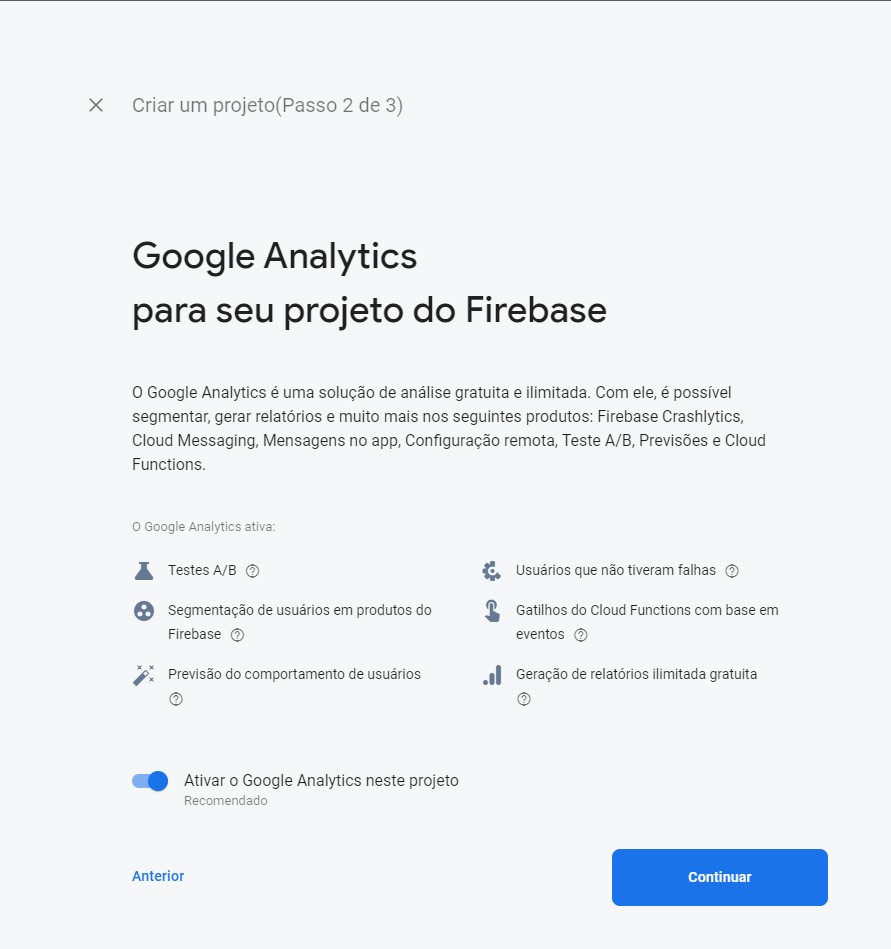 Criar um projeto(Passo 2 de 3)
Google Analytics
para seu projeto do Firebase
O Google Analytics é uma solução de análise gratuita e ilimitada. Com ele, é possível
segmentar, gerar relatórios e muito mais nos seguintes produtos: Firebase Crashlytics,
Cloud Messaging, Mensagens no app, Configuração remota, Teste A/B, Previsões e Cloud
Functions.
O Google Analytics ativa:
Testes A/B
Usuários que não tiveram falhas
Segmentação de usuários em produtos do
Firebase
Gatilhos do Cloud Functions com base em
eventos
Previsão do comportamento de usuários
Geração de relatórios ilimitada gratuita
Ativar o Google Analytics neste projeto
Recomendado
Anterior
Continuar